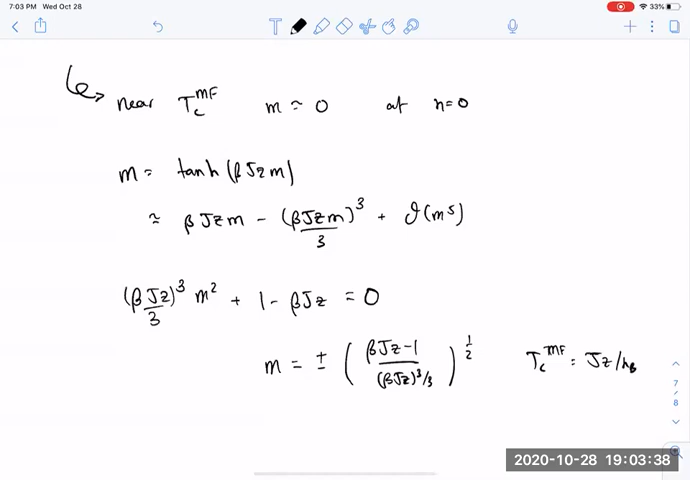 7:03 PM Wed Oct 28
33%
near T_c^{MF} m ≃ 0 at h=0
m = tanh (βJzm)
≃ βJzm - (βJzm)^3/3 + O(m^5)
(βJz)^3/3 m^2 + 1 - βJz = 0
m = ± ( (βJz-1)/((βJz)^3/3) )^{1/2} T_c^{MF} = Jz/k_B
7
8
2020-10-28 19:03:38